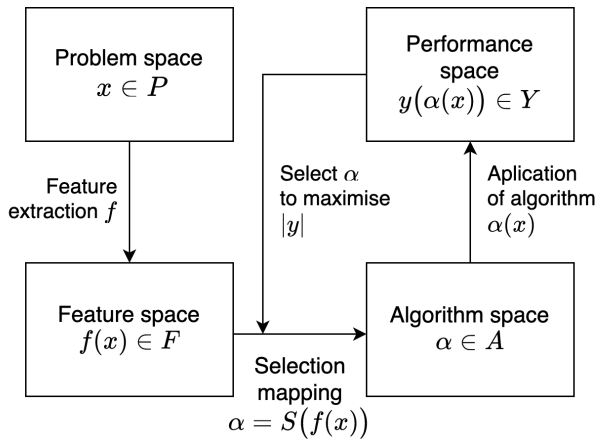 Problem space
x ∈ P
Performance
space
y(α(x)) ∈ Y
Feature
extraction f
Select α
to maximise
|y|
Aplication
of algorithm
α(x)
Feature space
f(x) ∈ F
Algorithm space
α ∈ A
Selection
mapping
α = S(f(x))